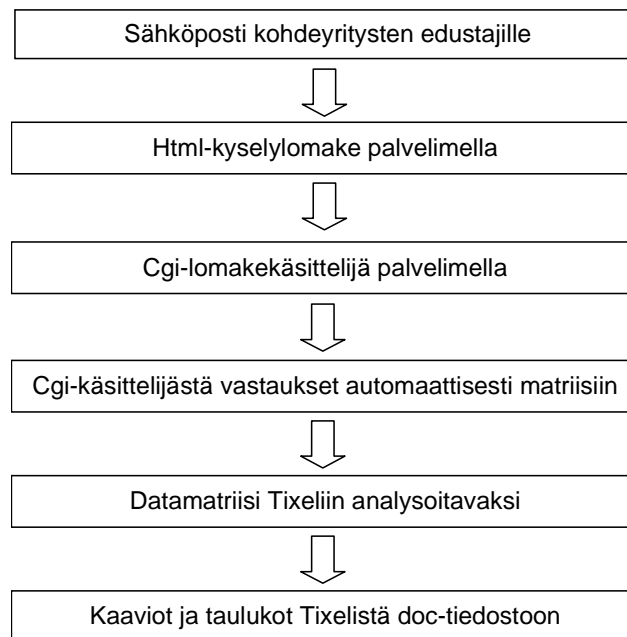 Sähköposti kohdeyritysten edustajille
Html-kyselylomake palvelimella
Cgi-lomakekäsittelijä palvelimella
Cgi-käsittelijästä vastaukset automaattisesti matriisiin
Datamatriisi Tixeliin analysoitavaksi
Kaaviot ja taulukot Tixelistä doc-tiedostoon